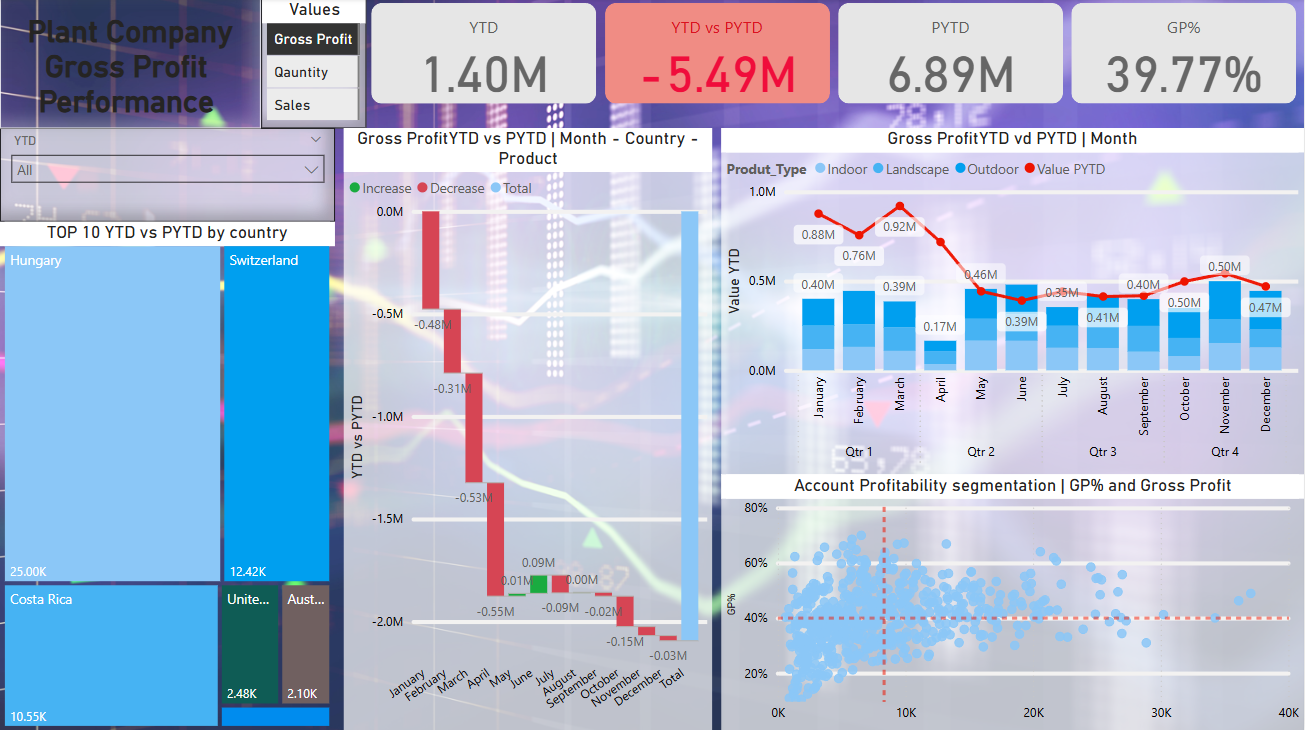 Plant Company
Gross Profit
Performance
Values
Gross Profit
Qauntity
Sales
YTD
1.40M
YTD vs PYTD
- 5.49M
PYTD
6.89M
GP%
39.77%
YTD
All
TOP 10 YTD vs PYTD by country
Hungary
25.00K
Switzerland
12.42K
Costa Rica
10.55K
Unite...
2.48K
Aust...
2.10K
Gross ProfitYTD vs PYTD | Month - Country -
Product
Increase Decrease Total
YTD vs PYTD
0.0M
-0.5M
-1.0M
-1.5M
-2.0M
-0.48M
-0.31M
-0.53M
-0.55M
0.01M
0.09M
-0.09M
0.00M
-0.02M
-0.15M
-0.03M
January
February
March
April
May
June
July
August
September
October
November
December
Total
Gross ProfitYTD vd PYTD | Month
Produt_Type Indoor Landscape Outdoor Value PYTD
Value YTD
1.0M
0.5M
0.0M
0.88M
0.76M
0.92M
0.40M
0.39M
0.17M
0.46M
0.39M
0.35M
0.41M
0.40M
0.50M
0.50M
0.47M
January
February
March
April
May
June
July
August
September
October
November
December
Qtr 1
Qtr 2
Qtr 3
Qtr 4
Account Profitability segmentation | GP% and Gross Profit
GP%
80%
60%
40%
20%
0K
10K
20K
30K
40K